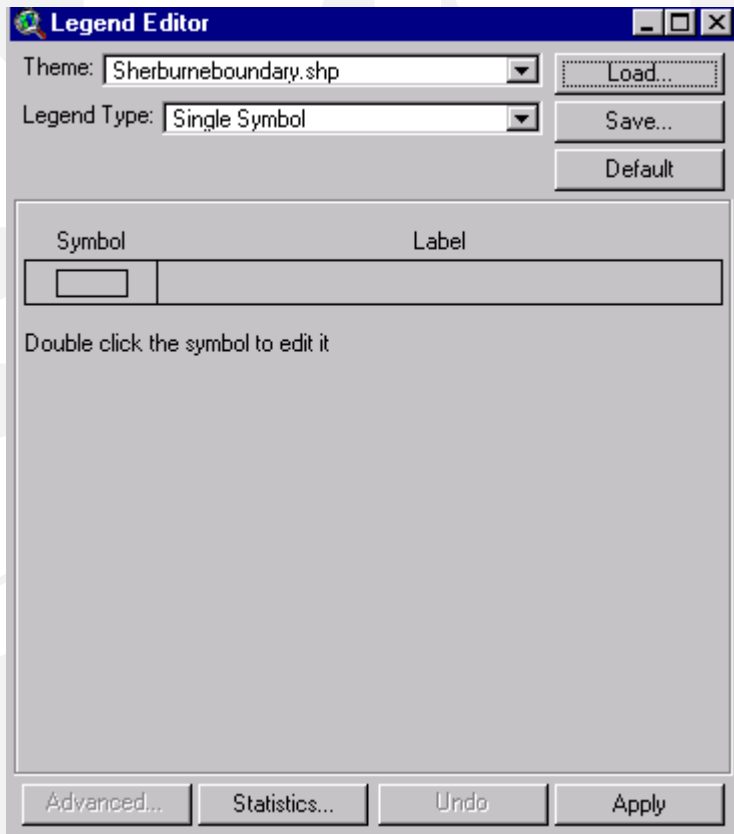 Legend Editor
Theme: Sherburneboundary.shp
Load...
Legend Type: Single Symbol
Save...
Default
Symbol Label
Double click the symbol to edit it
Advanced... Statistics... Undo Apply